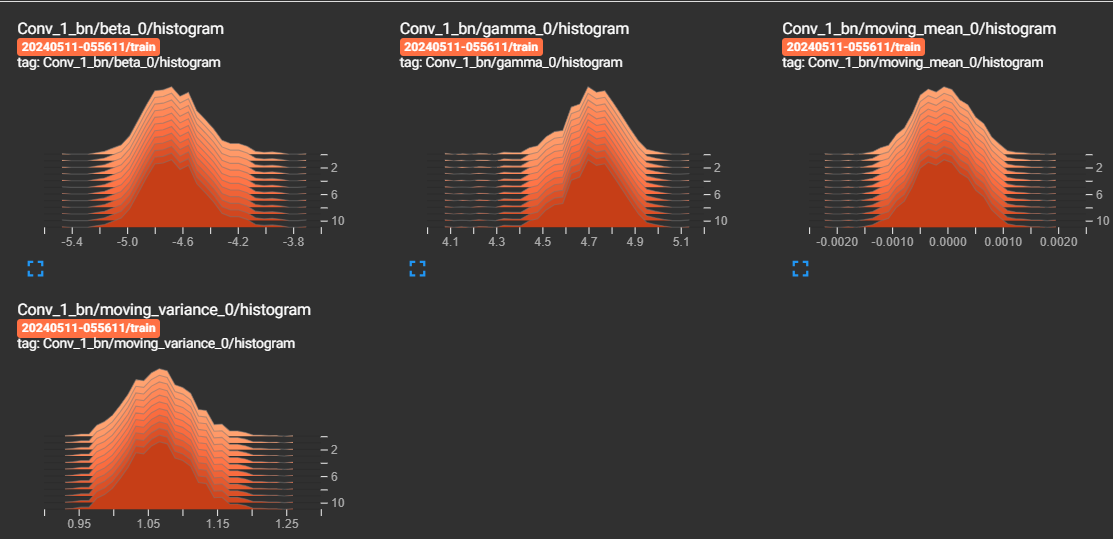 Conv_1_bn/beta_0/histogram
20240511-055611/train
tag: Conv_1_bn/beta_0/histogram
2
6
10
-5.4 -5.0 -4.6 -4.2 -3.8
Conv_1_bn/gamma_0/histogram
20240511-055611/train
tag: Conv_1_bn/gamma_0/histogram
2
6
10
4.1 4.3 4.5 4.7 4.9 5.1
Conv_1_bn/moving_mean_0/histogram
20240511-055611/train
tag: Conv_1_bn/moving_mean_0/histogram
2
6
10
-0.0020 -0.0010 0.0000 0.0010 0.0020
Conv_1_bn/moving_variance_0/histogram
20240511-055611/train
tag: Conv_1_bn/moving_variance_0/histogram
2
6
10
0.95 1.05 1.15 1.25